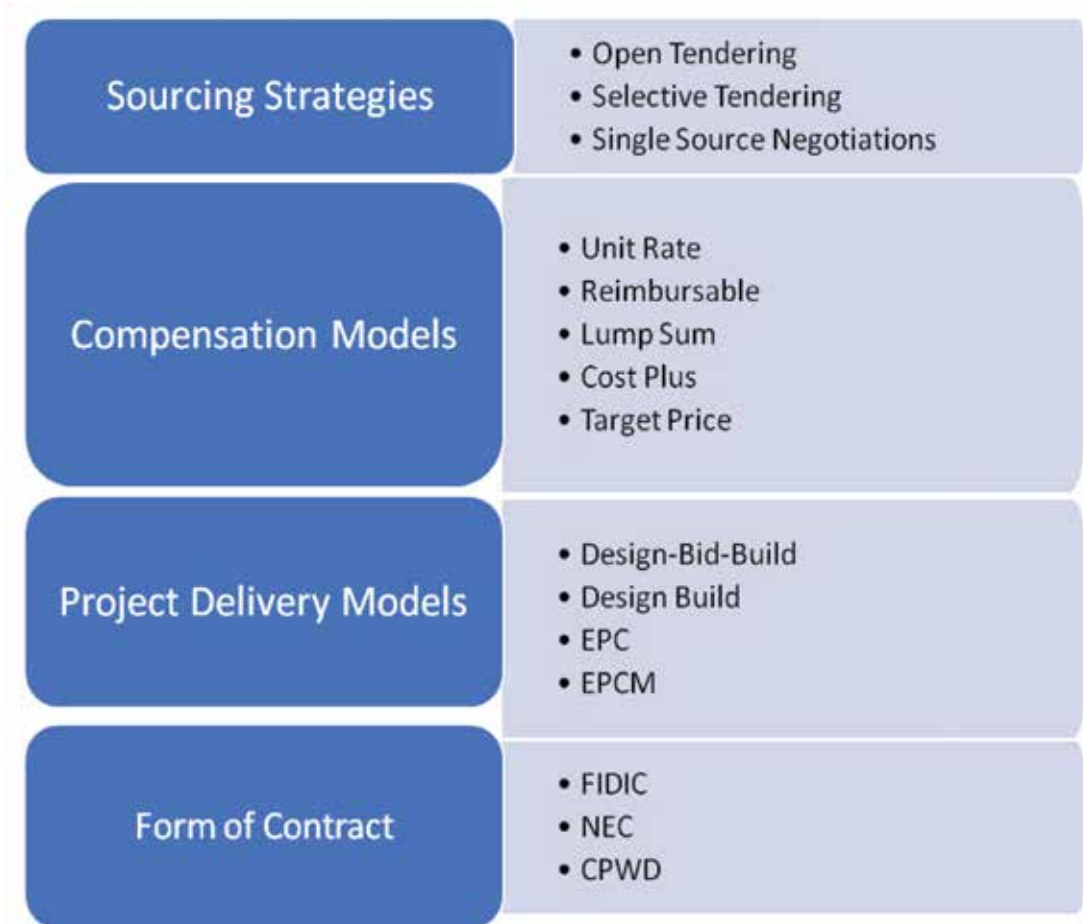 Sourcing Strategies
• Open Tendering
• Selective Tendering
• Single Source Negotiations
Compensation Models
• Unit Rate
• Reimbursable
• Lump Sum
• Cost Plus
• Target Price
Project Delivery Models
• Design-Bid-Build
• Design Build
• EPC
• EPCM
Form of Contract
• FIDIC
• NEC
• CPWD